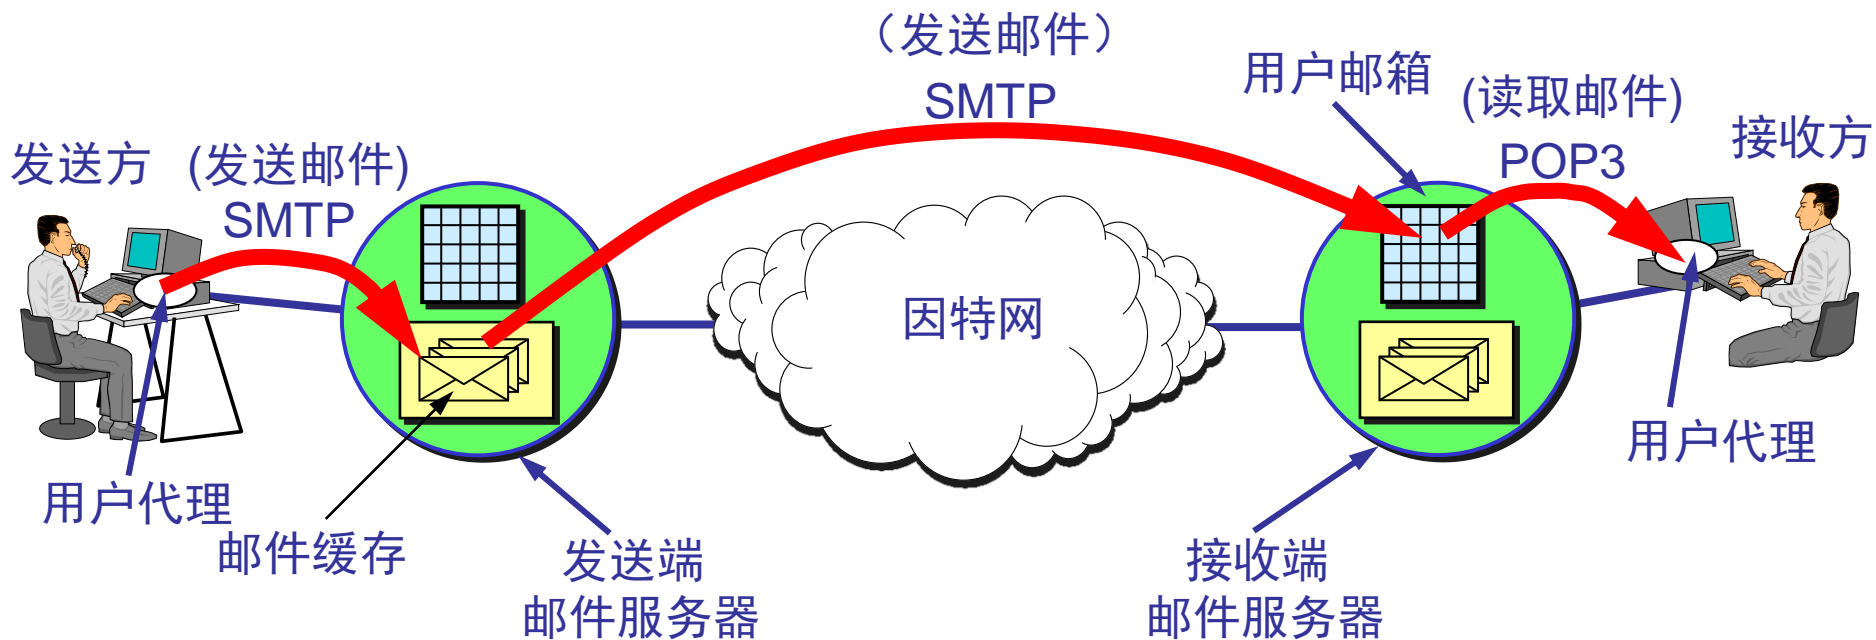 （发送邮件）
SMTP
用户邮箱
(读取邮件)
POP3
接收方
发送方
(发送邮件)
SMTP
因特网
用户代理
用户代理
邮件缓存
发送端
邮件服务器
接收端
邮件服务器